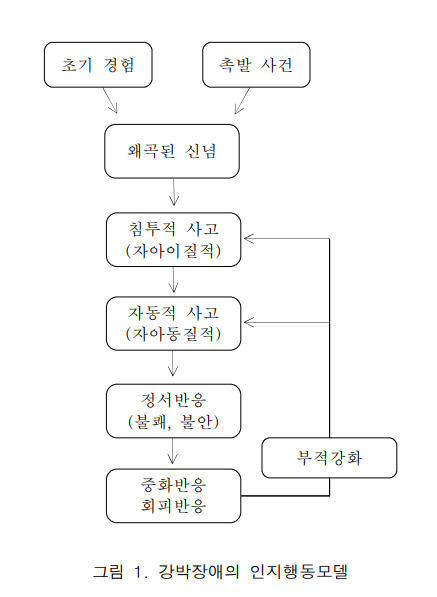 초기 경험
촉발 사건
왜곡된 신념
침투적 사고
(자아이질적)
자동적 사고
(자아동질적)
정서반응
(불쾌, 불안)
부적강화
중화반응
회피반응
그림 1. 강박장애의 인지행동모델